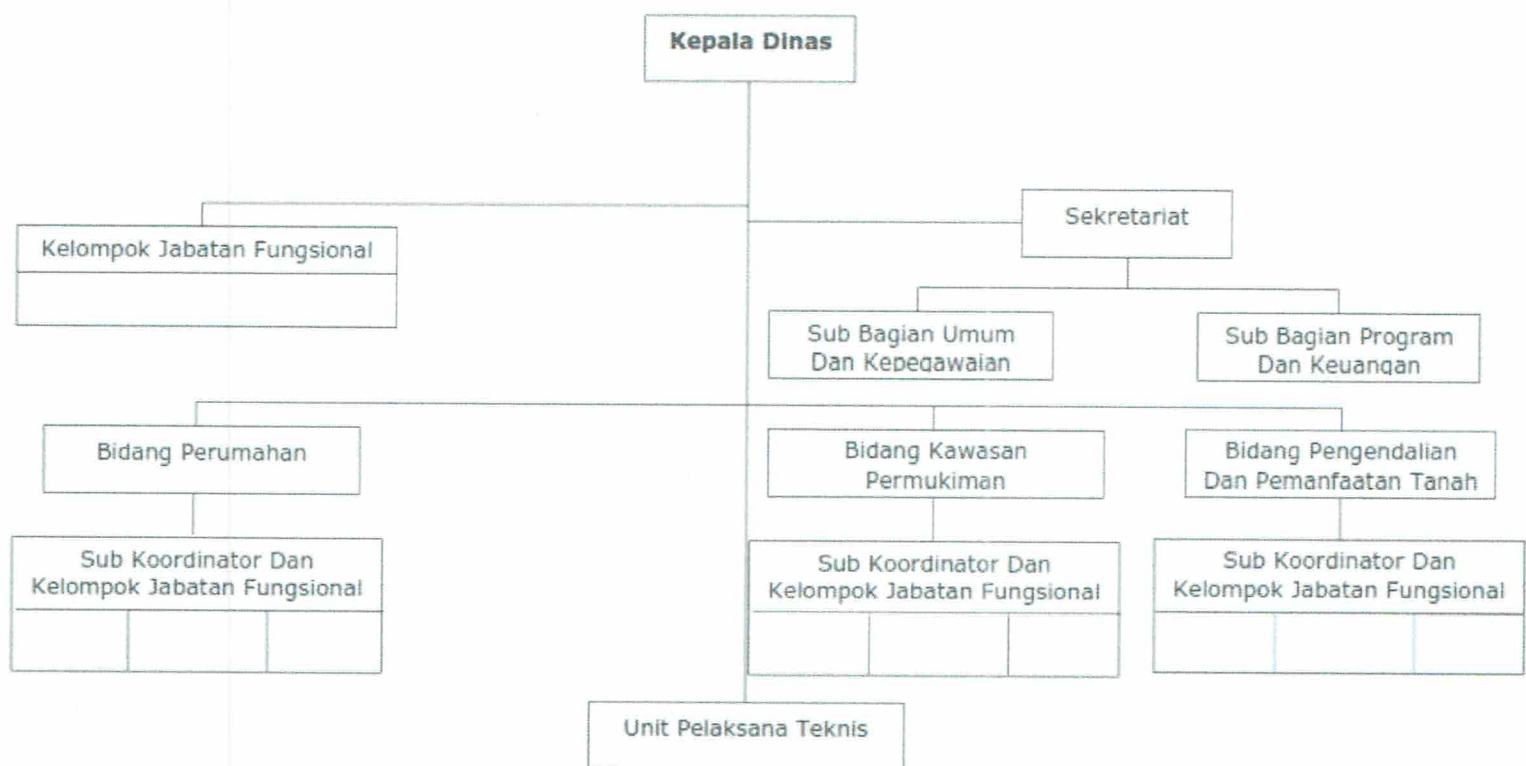 Kepala Dinas
Sekretariat
Kelompok Jabatan Fungsional
Sub Bagian Umum
Dan Kepegawaian
Sub Bagian Program
Dan Keuangan
Bidang Perumahan
Bidang Kawasan
Permukiman
Bidang Pengendalian
Dan Pemanfaatan Tanah
Sub Koordinator Dan
Kelompok Jabatan Fungsional
Sub Koordinator Dan
Kelompok Jabatan Fungsional
Sub Koordinator Dan
Kelompok Jabatan Fungsional
Unit Pelaksana Teknis